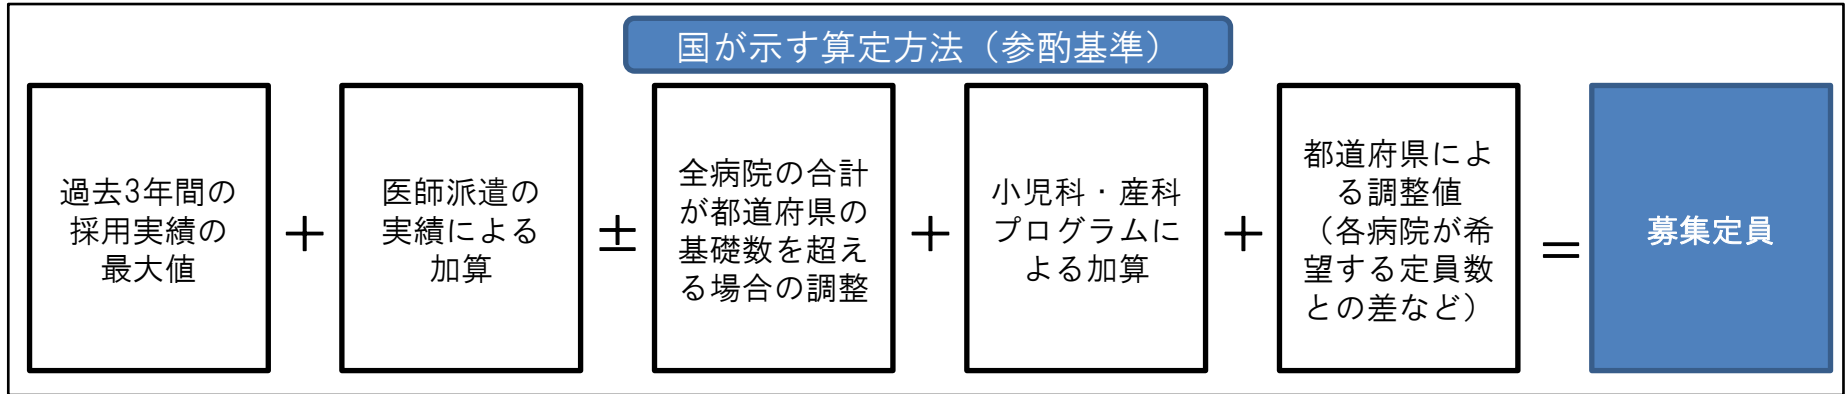 国が示す算定方法（参酌基準）
過去3年間の
採用実績の
最大値
＋
医師派遣の
実績による
加算
±
全病院の合計
が都道府県の
基礎数を超え
る場合の調整
＋
小児科・産科
プログラムに
よる加算
＋
都道府県によ
る調整値
（各病院が希
望する定員数
との差など）
＝
募集定員